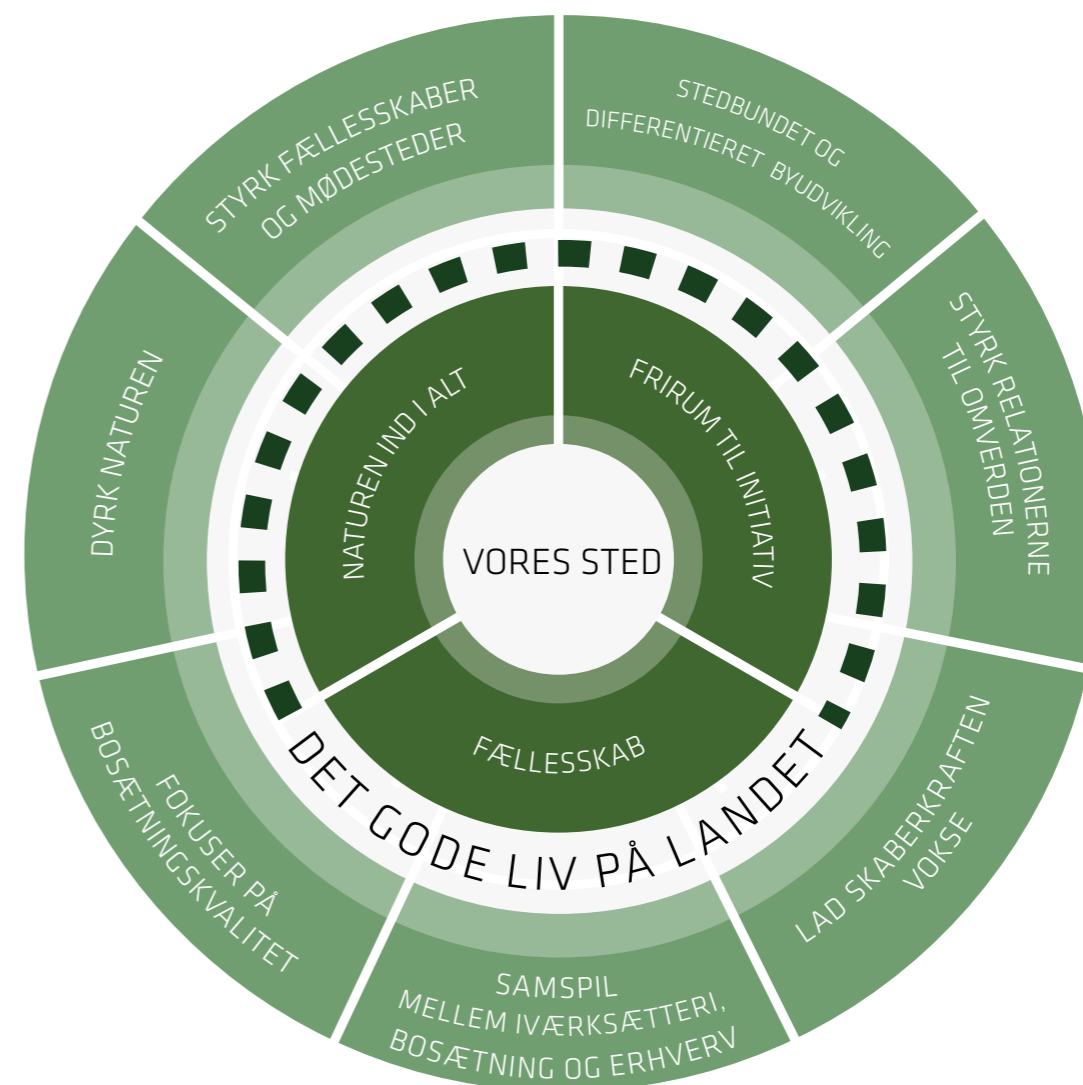 STYRK FÆLLESSKABER
OG MØDESTEDER
STEDBUNDET OG
DIFFERENTIERET BYUDVIKLING
STYRK RELATIONERNE
TIL OMVERDEN
LAD SKABERKRAFTEN
VOKSE
SAMSPIL
MELLEM IVÆRKSÆTTERI,
BOSÆTNING OG ERHVERV
FOKUSER PÅ
BOSÆTNINGSKVALITET
DYRK NATUREN
NATUREN IND I ALT
FRIRUM TIL INITIATIV
FÆLLESSKAB
VORES STED
DET GODE LIV PÅ LANDET